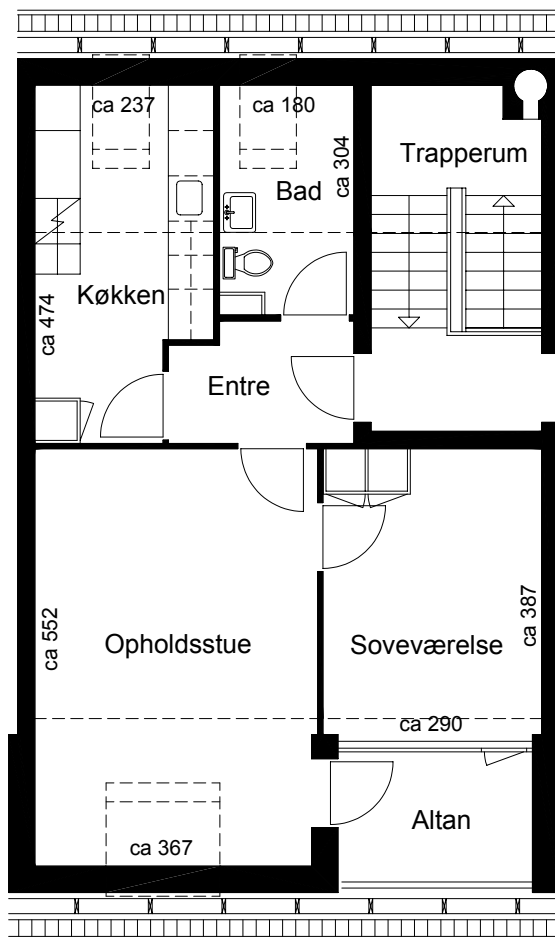 ca 237
ca 180
ca 304
Trapperum
Bad
Køkken
ca 474
Entre
ca 552
Opholdsstue
Soveværelse
ca 387
ca 290
Altan
ca 367